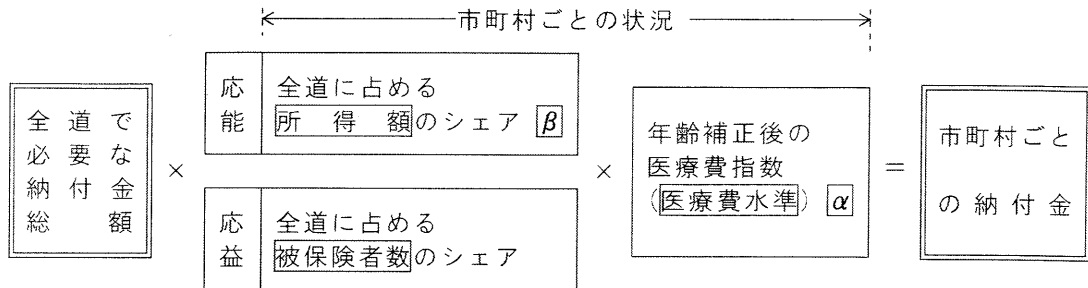 市町村ごとの状況
全道で
必要な
納付金
総額
×
応能
全道に占める
所得額のシェア β
応益
全道に占める
被保険者数のシェア
×
年齢補正後の
医療費指数
(医療費水準) α
=
市町村ごと
の納付金